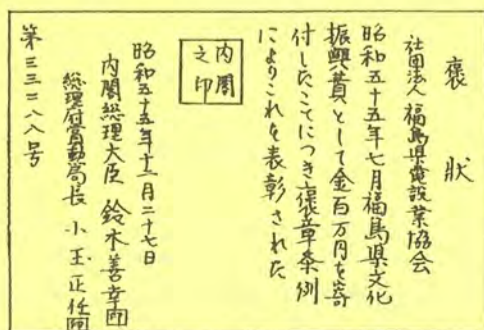 褒狀
社団法人 福島県電設業協会
昭和五十五年七月福島県文化
振興費として金百万円を寄
付したことにつき褒章条例
によりこれを表彰された
内閣
之印
昭和五十五年十一月二十七日
内閣総理大臣 鈴木善幸 印
総理府賞勲局長 小玉正任 印
第三三二八八号